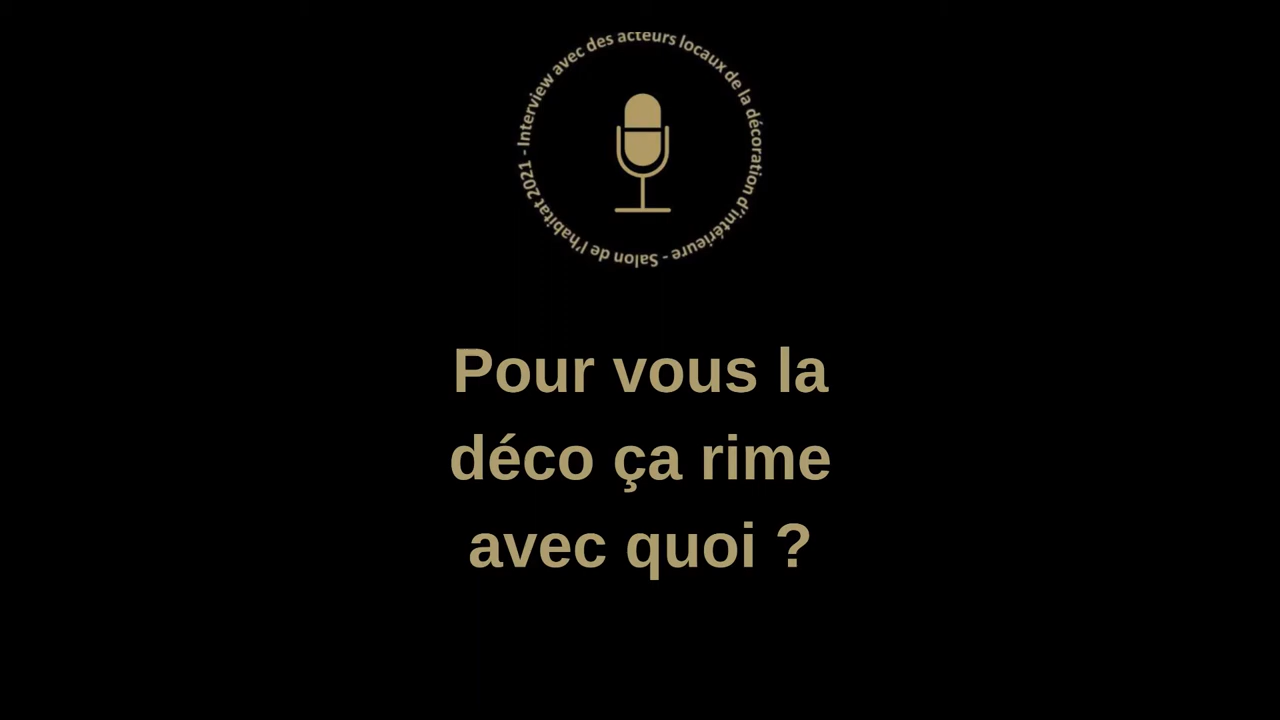 Interview avec des acteurs locaux de la décoration d'intérieure - Salon de l'habitat 2021 -
Pour vous la
déco ça rime
avec quoi ?